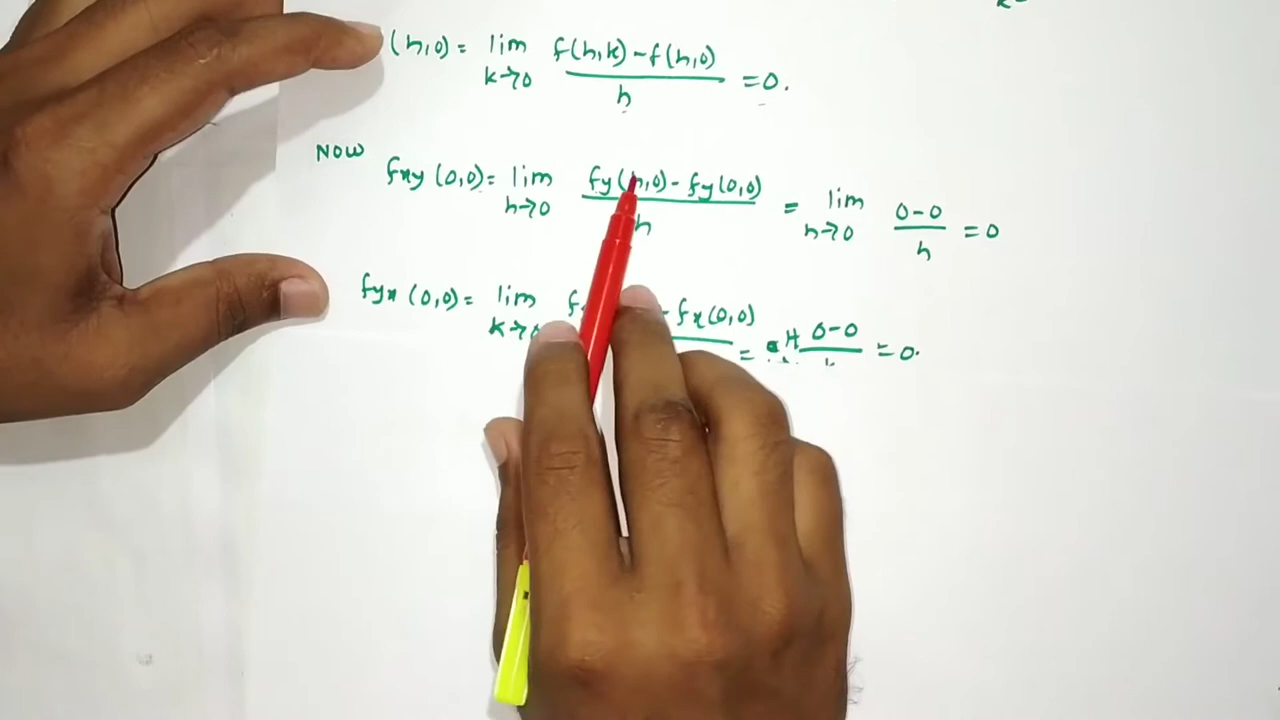 (h,0) = lim k→0 f(h,k) - f(h,0) / h = 0.
NOW fxy (0,0) = lim h→0 fy(h,0) - fy(0,0) / h = lim h→0 0-0 / h = 0
fyx (0,0) = lim k→0 - fx(0,0) = 0-0 = 0.